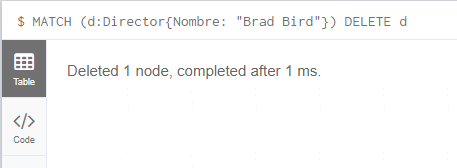 $ MATCH (d:Director{Nombre: "Brad Bird"}) DELETE d
Table
Deleted 1 node, completed after 1 ms.
</>
Code